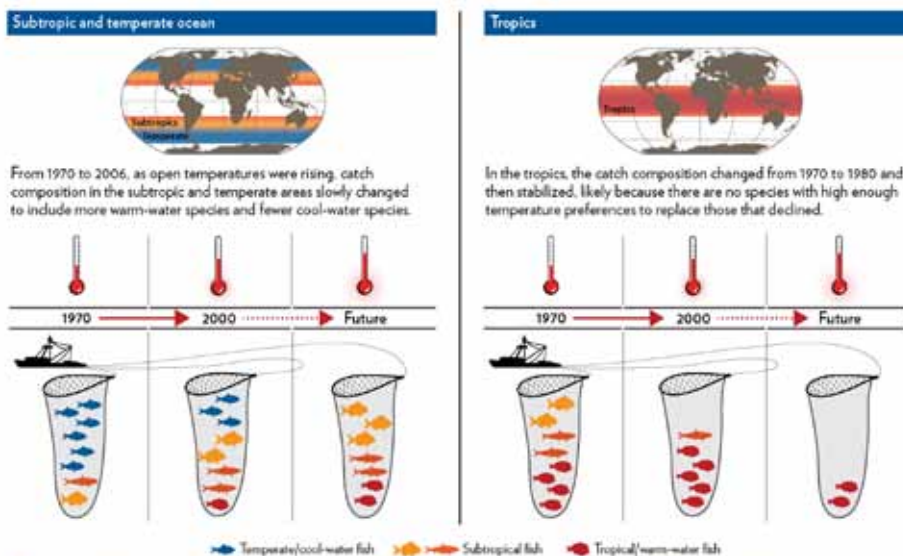 Subtropic and temperate ocean
Subtropics
Temperate
From 1970 to 2006, as open temperatures were rising, catch
composition in the subtropic and temperate areas slowly changed
to include more warm-water species and fewer cool-water species.
1970
2000
Future
Tropics
Tropics
In the tropics, the catch composition changed from 1970 to 1980 and
then stabilized, likely because there are no species with high enough
temperature preferences to replace those that declined.
1970
2000
Future
Temperate/cool-water fish
Subtropical fish
Tropical/warm-water fish